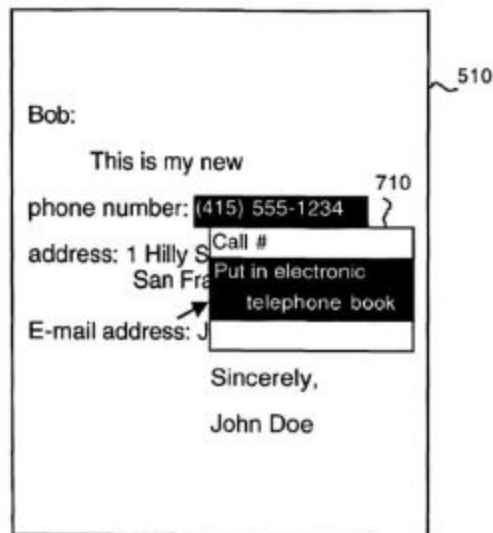 510
Bob:
This is my new
710
phone number: (415) 555-1234
Call #
address: 1 Hilly S
Put in electronic
San Fra
telephone book
E-mail address: J
Sincerely,
John Doe